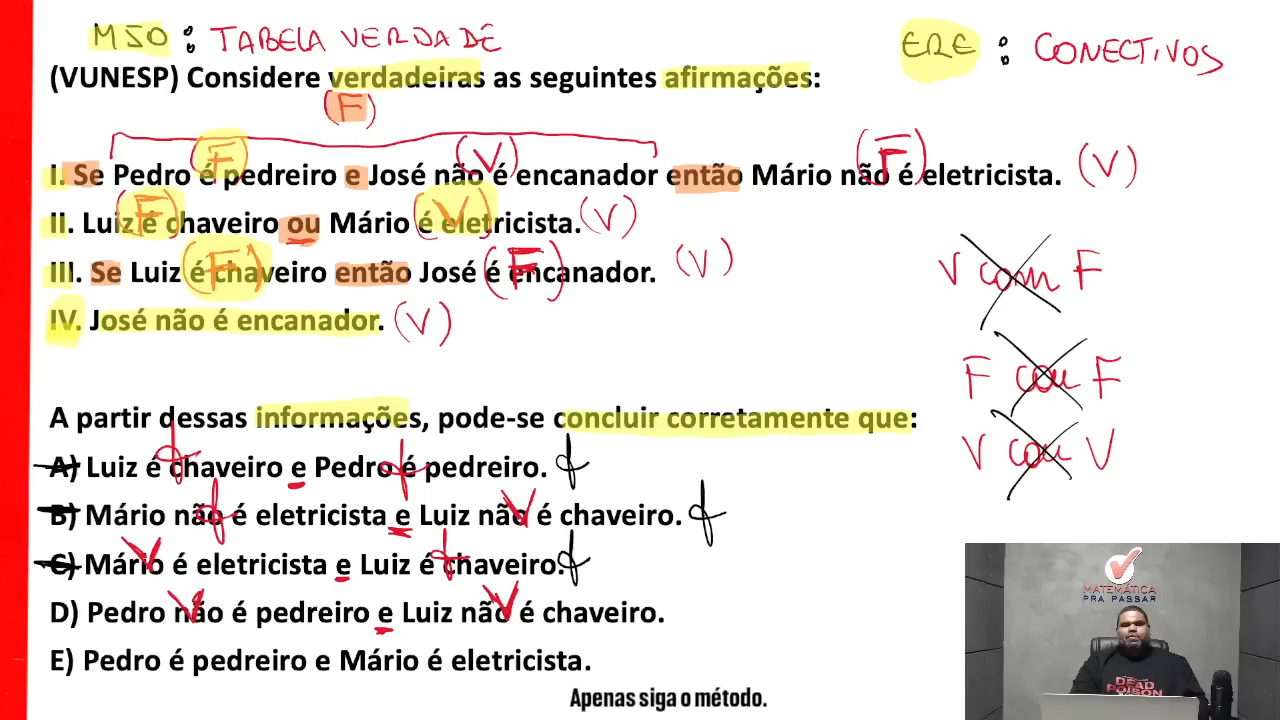 MSO : TABELA VERDADE
ERE : CONECTIVOS
(VUNESP) Considere verdadeiras as seguintes afirmações:
(F)
(F) (V) (F)
I. Se Pedro é pedreiro e José não é encanador então Mário não é eletricista. (V)
(F) (V)
II. Luiz é chaveiro ou Mário é eletricista. (V)
(F) (F)
III. Se Luiz é chaveiro então José é encanador. (V)
V com F
IV. José não é encanador. (V)
F cou F
A partir dessas informações, pode-se concluir corretamente que:
V cou V
A) Luiz é chaveiro e Pedro é pedreiro. f
B) Mário não é eletricista e Luiz não é chaveiro. f
C) Mário é eletricista e Luiz é chaveiro. f
D) Pedro não é pedreiro e Luiz não é chaveiro.
E) Pedro é pedreiro e Mário é eletricista.
MATEMÁTICA
PRA PASSAR
DEAD
POISON
Apenas siga o método.